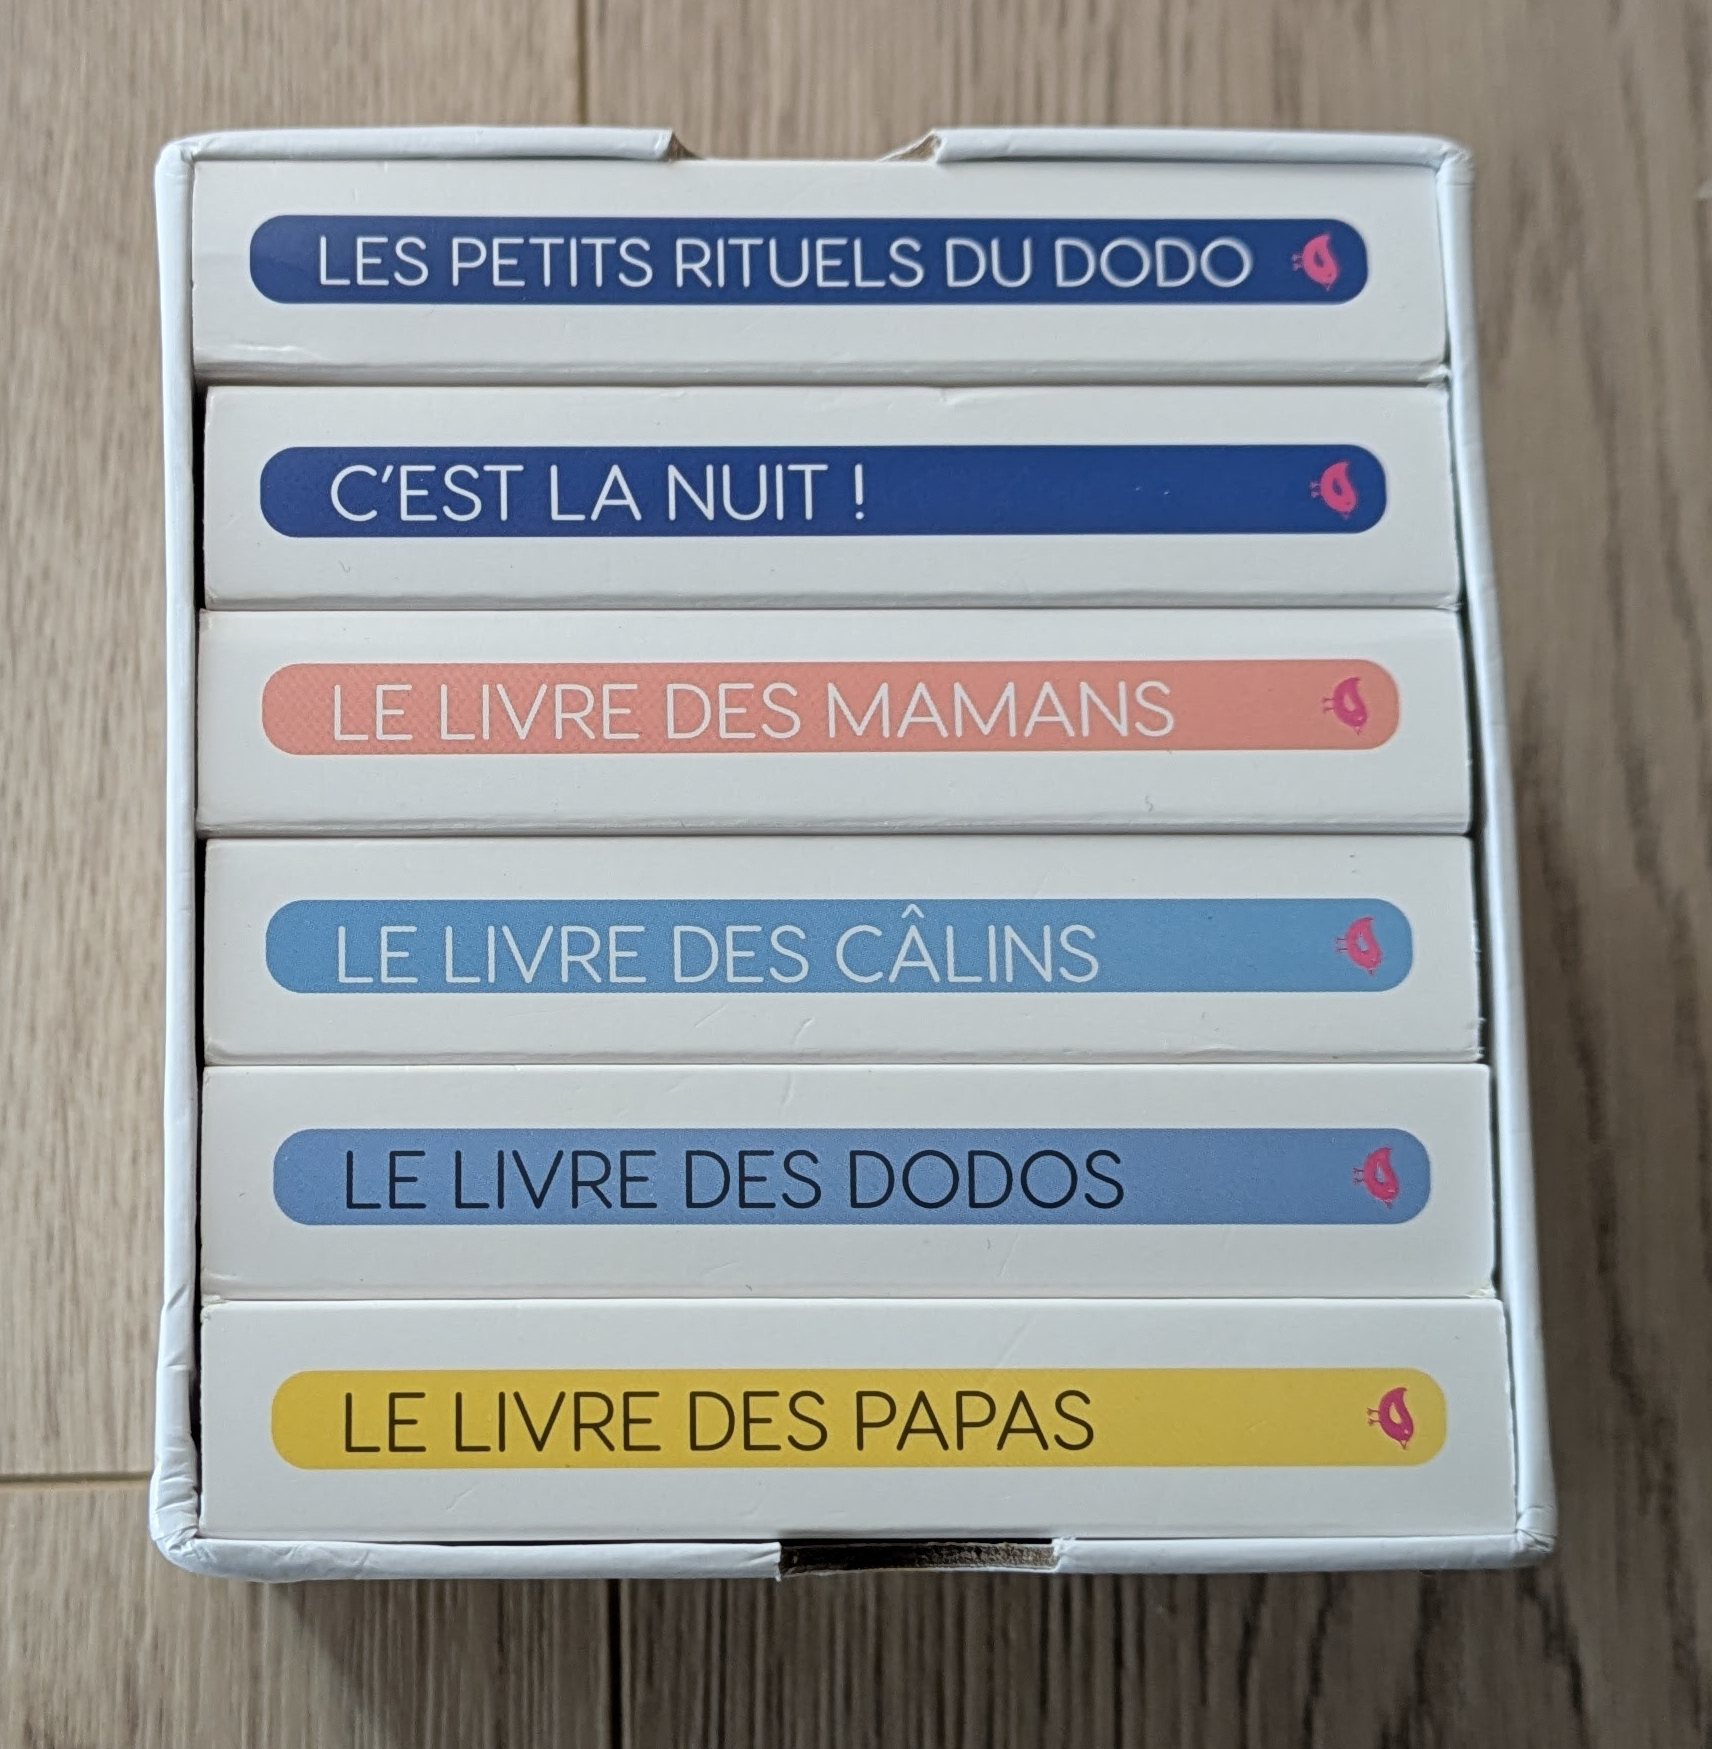 LES PETITS RITUELS DU DODO
C'EST LA NUIT !
LE LIVRE DES MAMANS
LE LIVRE DES CÂLINS
LE LIVRE DES DODOS
LE LIVRE DES PAPAS